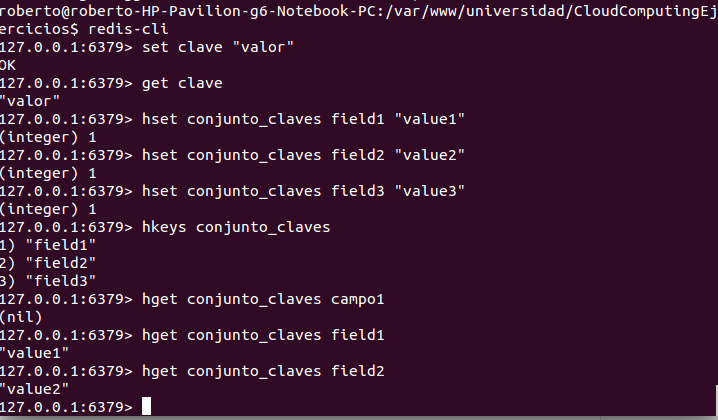 roberto@roberto-HP-Pavilion-g6-Notebook-PC:/var/www/universidad/CloudComputingEj
ercicios$ redis-cli
127.0.0.1:6379> set clave "valor"
OK
127.0.0.1:6379> get clave
"valor"
127.0.0.1:6379> hset conjunto_claves field1 "value1"
(integer) 1
127.0.0.1:6379> hset conjunto_claves field2 "value2"
(integer) 1
127.0.0.1:6379> hset conjunto_claves field3 "value3"
(integer) 1
127.0.0.1:6379> hkeys conjunto_claves
1) "field1"
2) "field2"
3) "field3"
127.0.0.1:6379> hget conjunto_claves campo1
(nil)
127.0.0.1:6379> hget conjunto_claves field1
"value1"
127.0.0.1:6379> hget conjunto_claves field2
"value2"
127.0.0.1:6379>